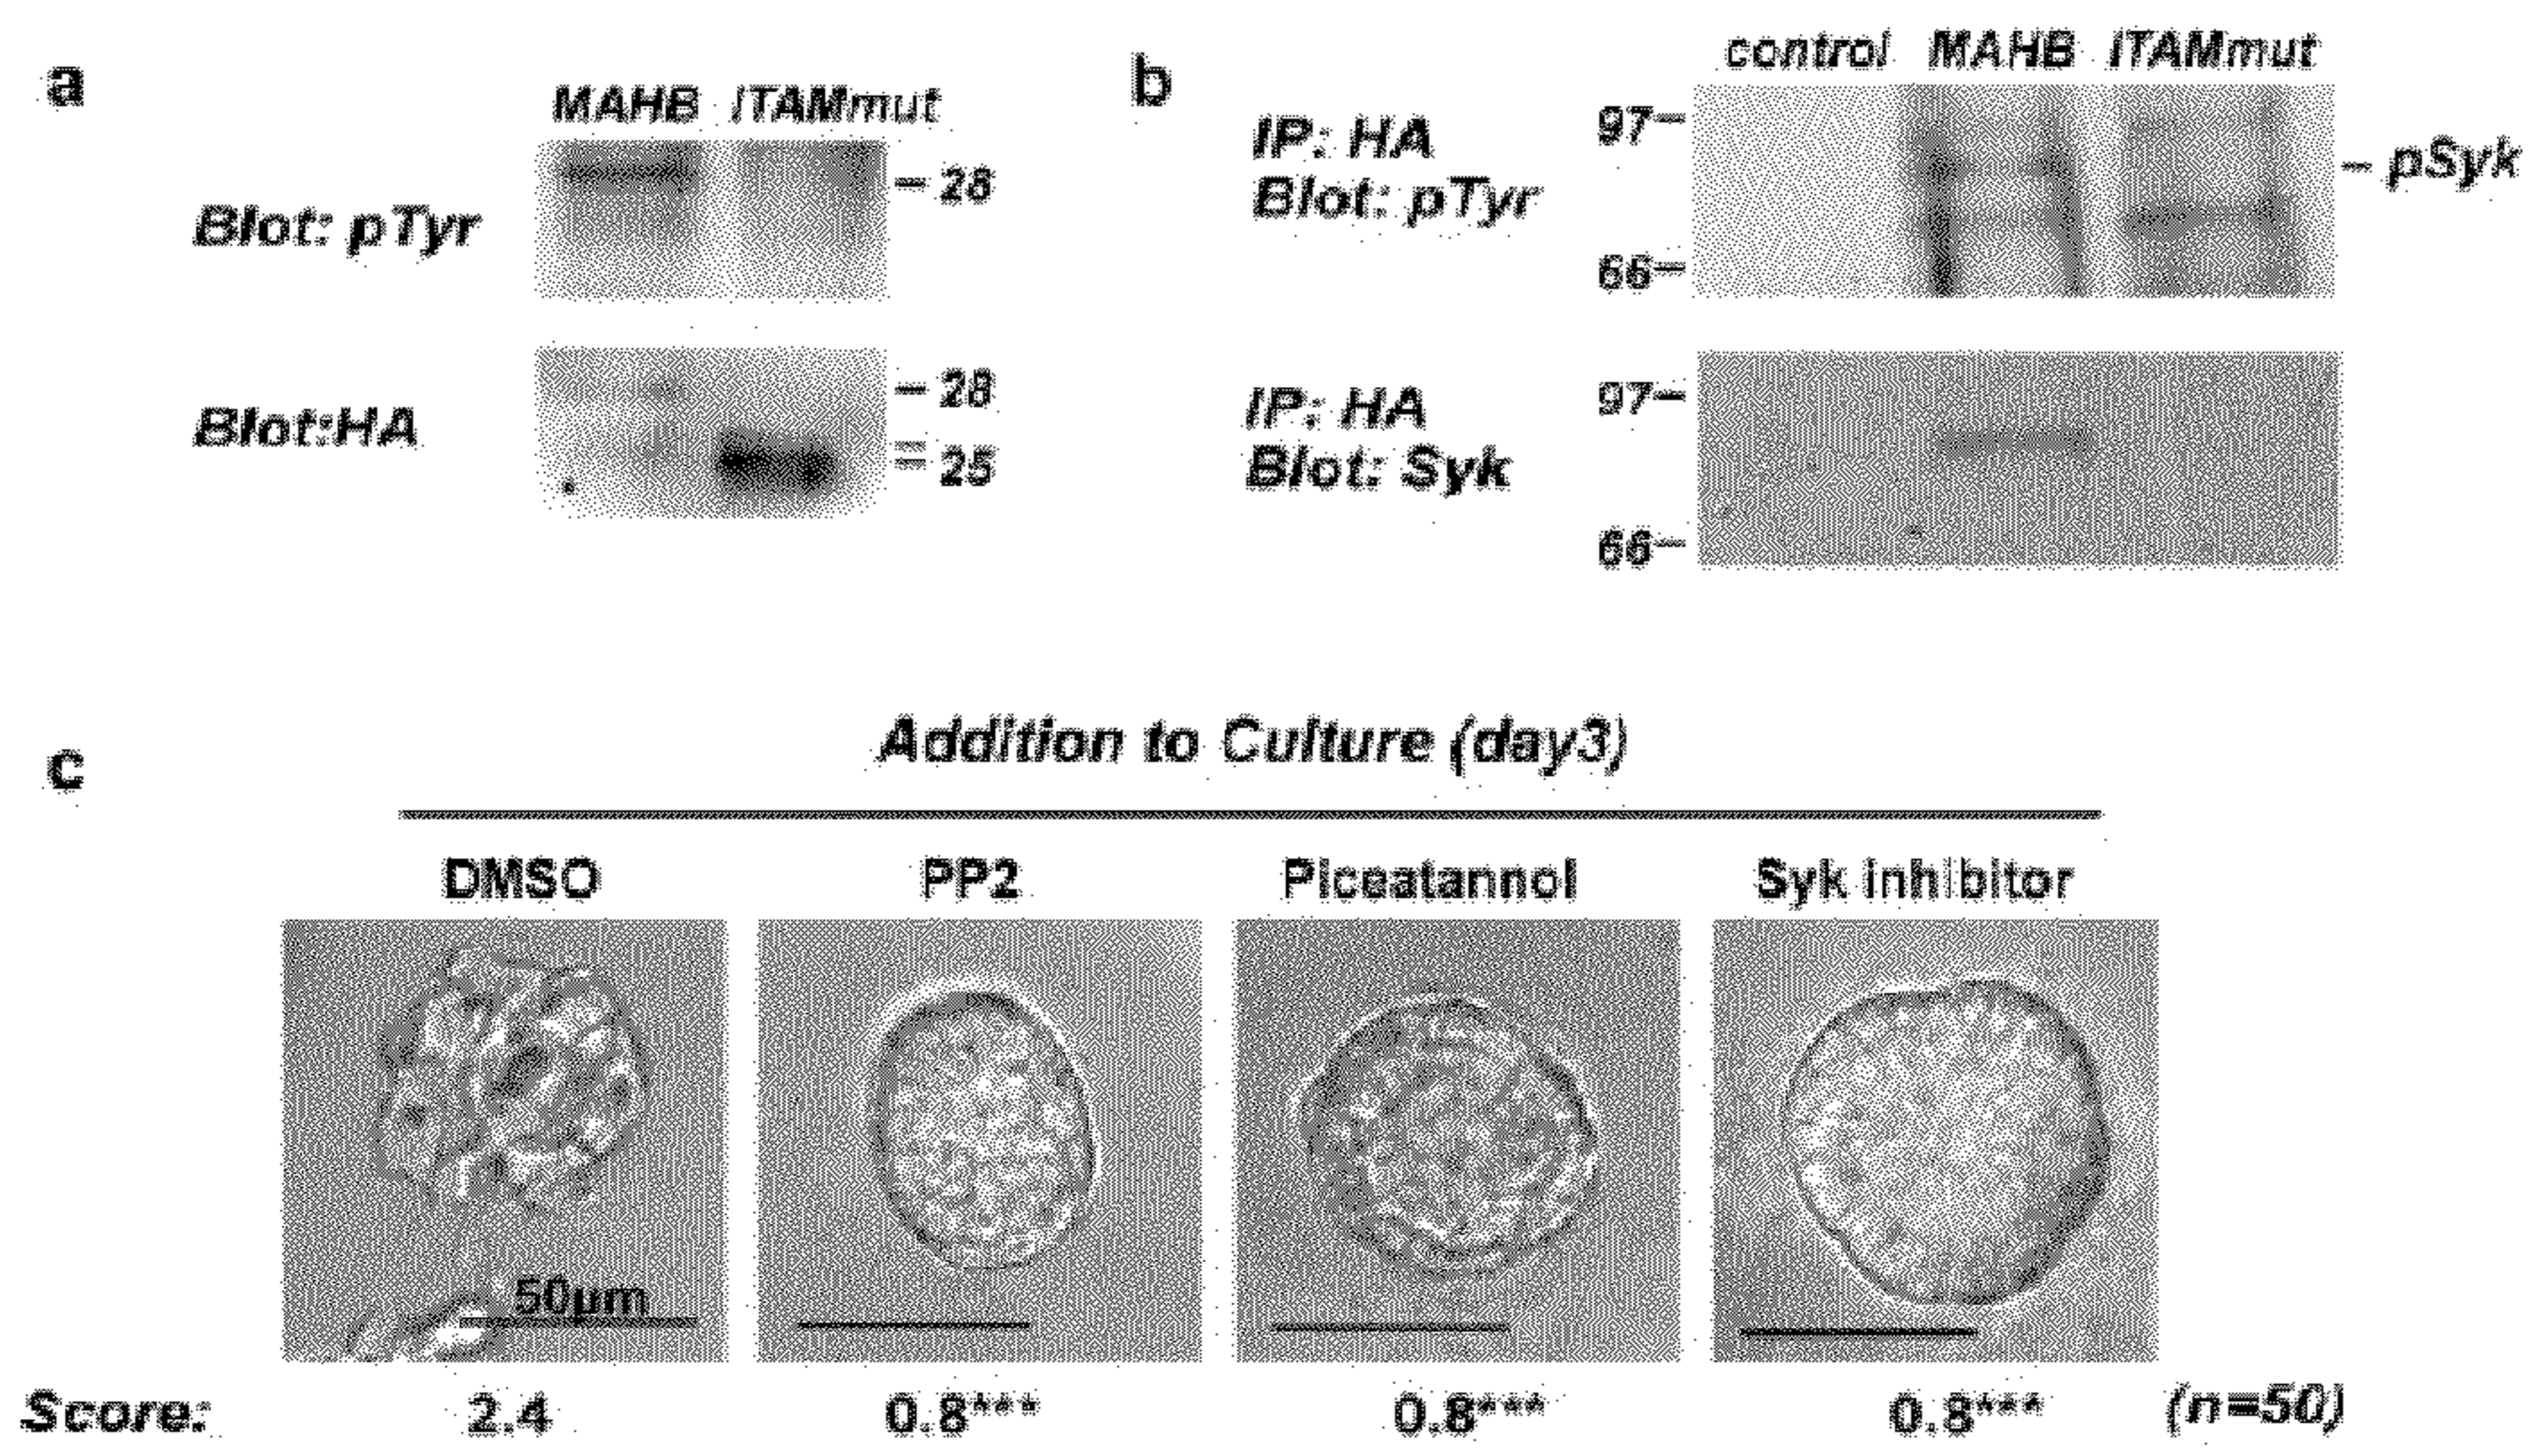 a
MAHB ITAMmut
Blot: pTyr
– 28
Blot:HA
– 28
= 25
b
control MAHB ITAMmut
IP: HA
Blot: pTyr
97–
66–
– pSyk
IP: HA
Blot: Syk
97–
66–
c
Addition to Culture (day3)
DMSO PP2 Piceatannol Syk inhibitor
50µm
Score: 2.4 0.8*** 0.8*** 0.8*** (n=50)